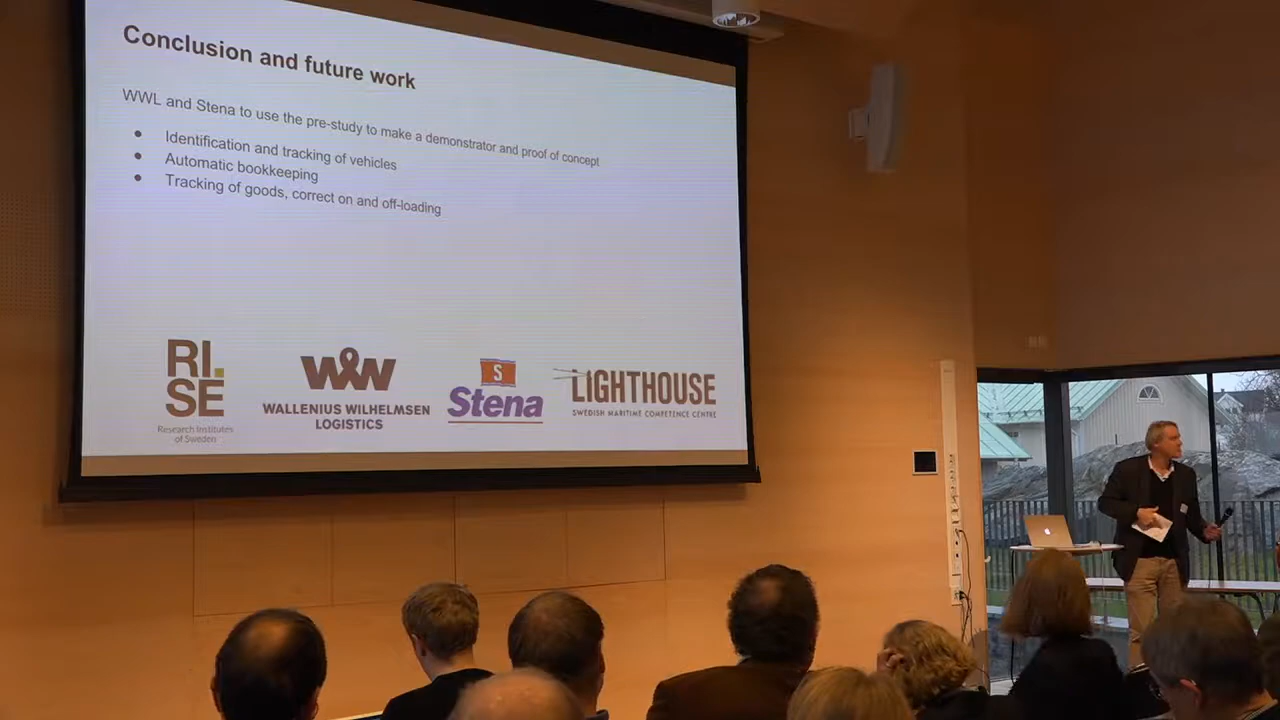 Conclusion and future work
WWL and Stena to use the pre-study to make a demonstrator and proof of concept
● Identification and tracking of vehicles
● Automatic bookkeeping
● Tracking of goods, correct on and off-loading
RI.
SE
Research Institutes
of Sweden
WW
WALLENIUS WILHELMSEN
LOGISTICS
S
Stena
LIGHTHOUSE
SWEDISH MARITIME COMPETENCE CENTRE